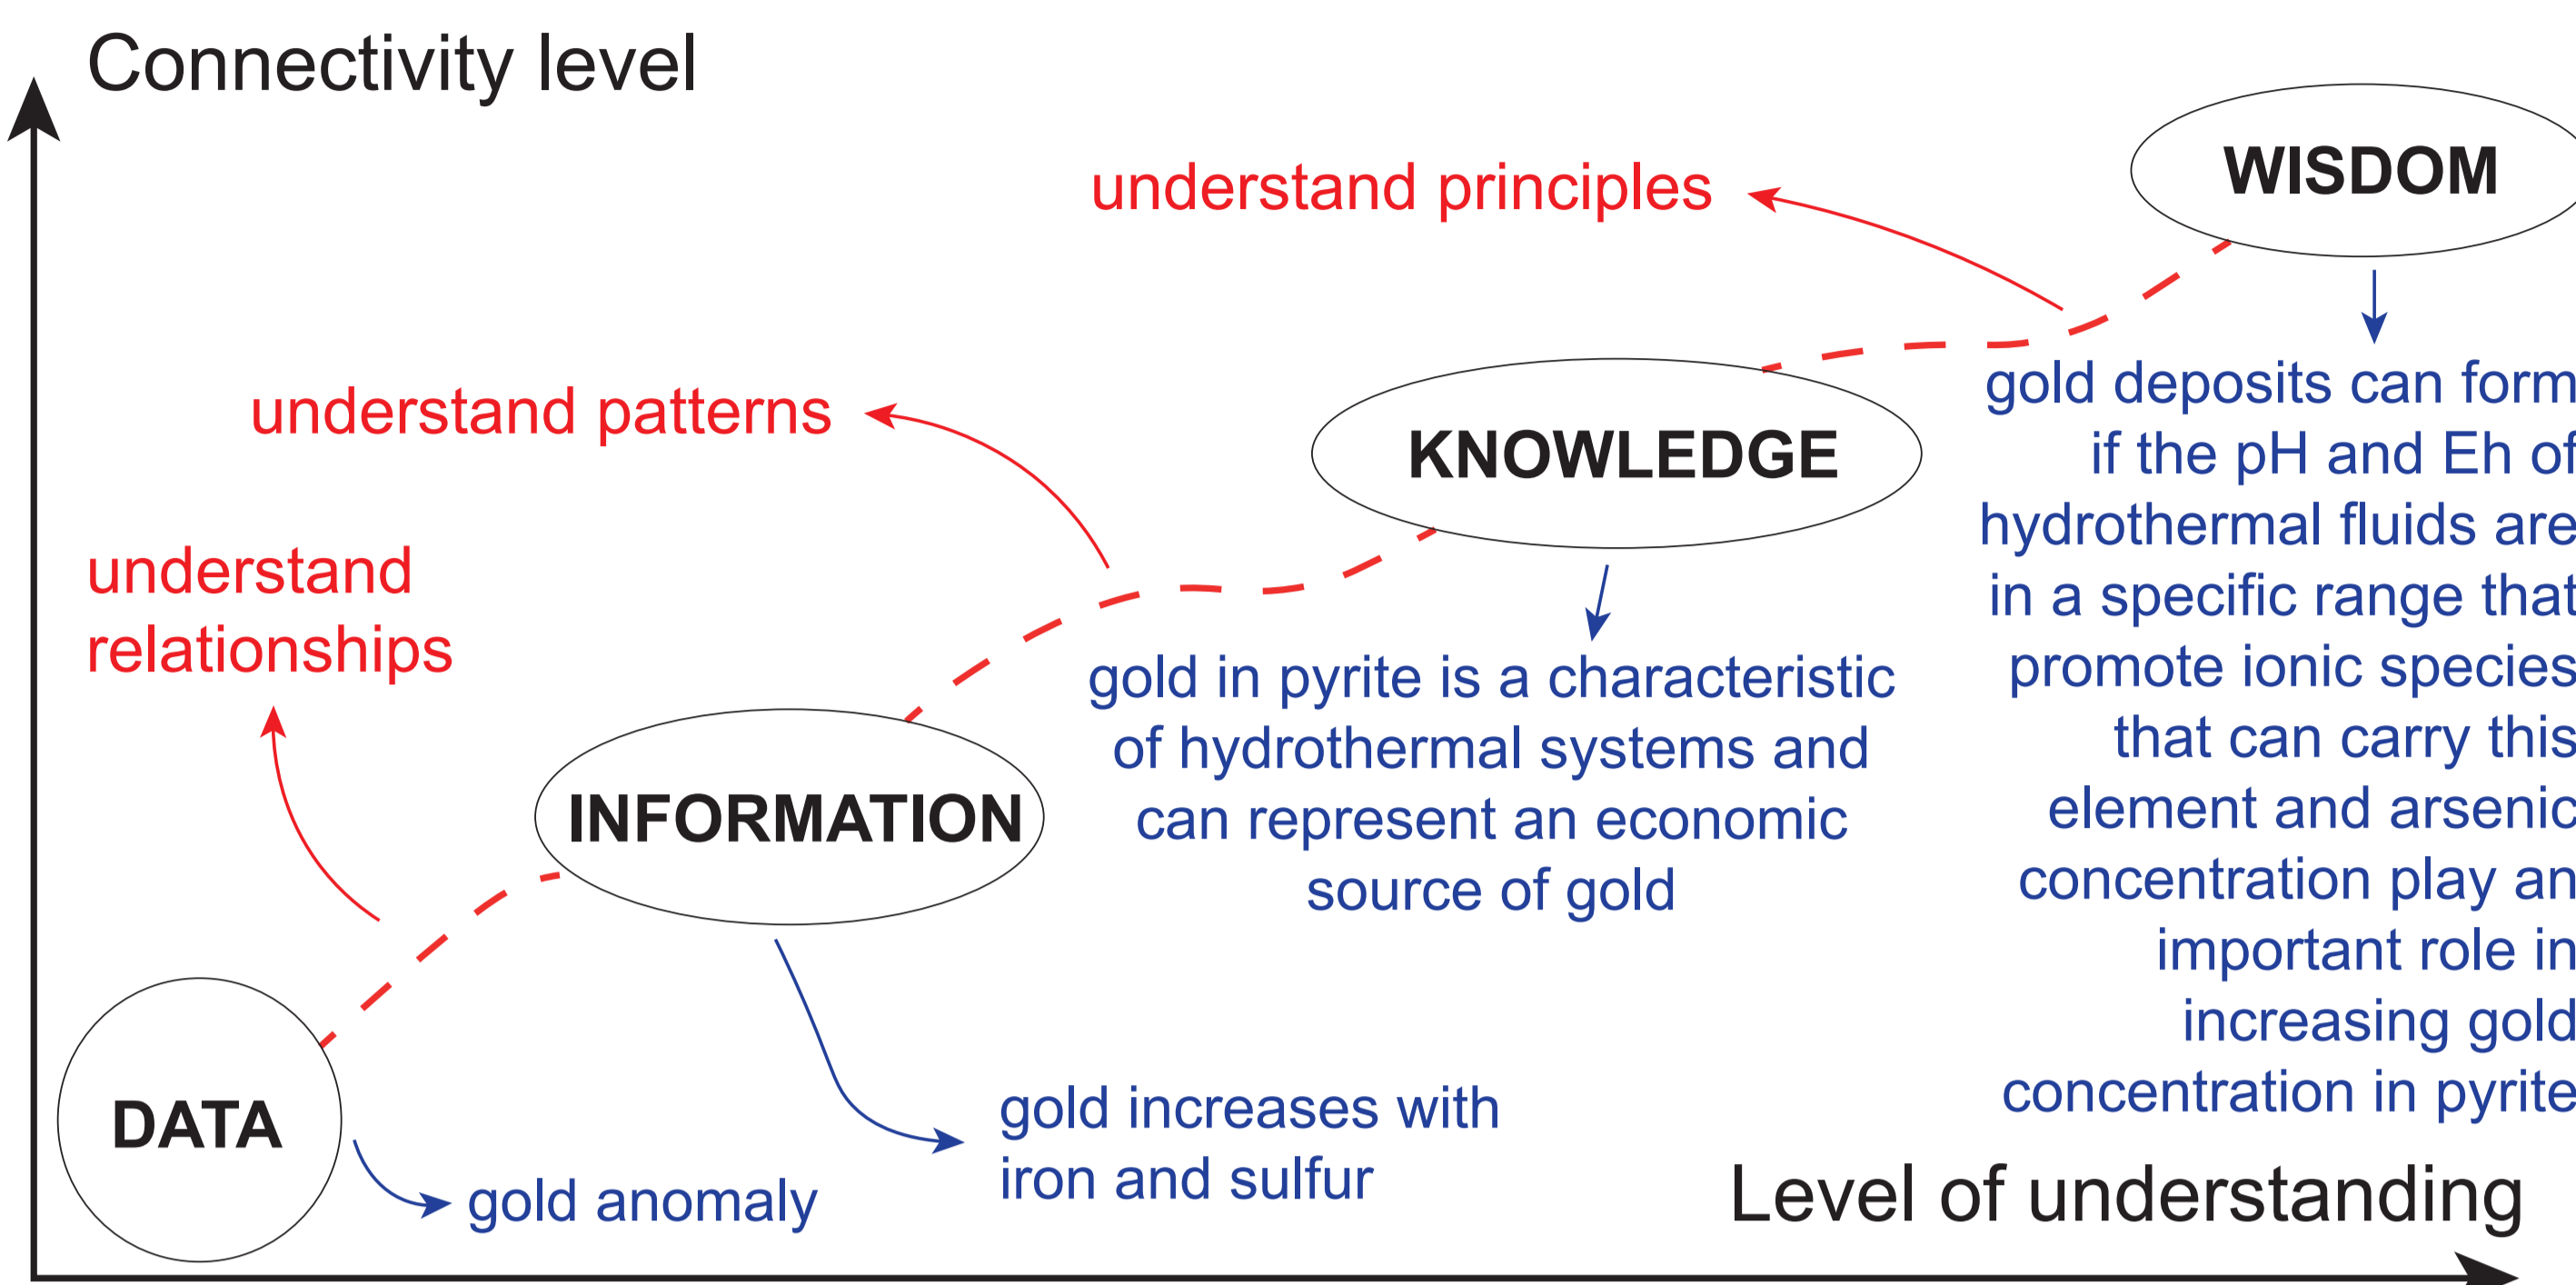 Connectivity level
WISDOM
understand principles
gold deposits can form
if the pH and Eh of
hydrothermal fluids are
in a specific range that
promote ionic species
that can carry this
element and arsenic
concentration play an
important role in
increasing gold
concentration in pyrite
understand patterns
KNOWLEDGE
gold in pyrite is a characteristic
of hydrothermal systems and
can represent an economic
source of gold
understand
relationships
INFORMATION
gold increases with
iron and sulfur
DATA
gold anomaly
Level of understanding